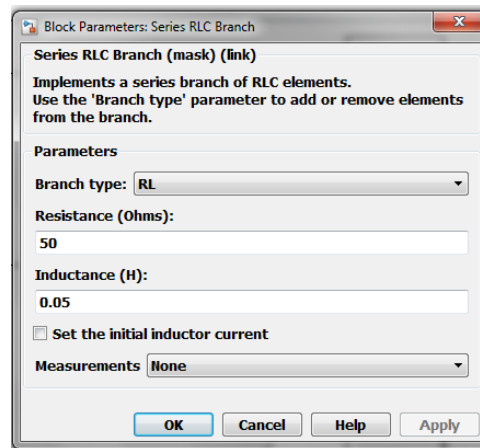 Block Parameters: Series RLC Branch
Series RLC Branch (mask) (link)
Implements a series branch of RLC elements.
Use the 'Branch type' parameter to add or remove elements
from the branch.
Parameters
Branch type: RL
Resistance (Ohms):
50
Inductance (H):
0.05
Set the initial inductor current
Measurements None
OK Cancel Help Apply